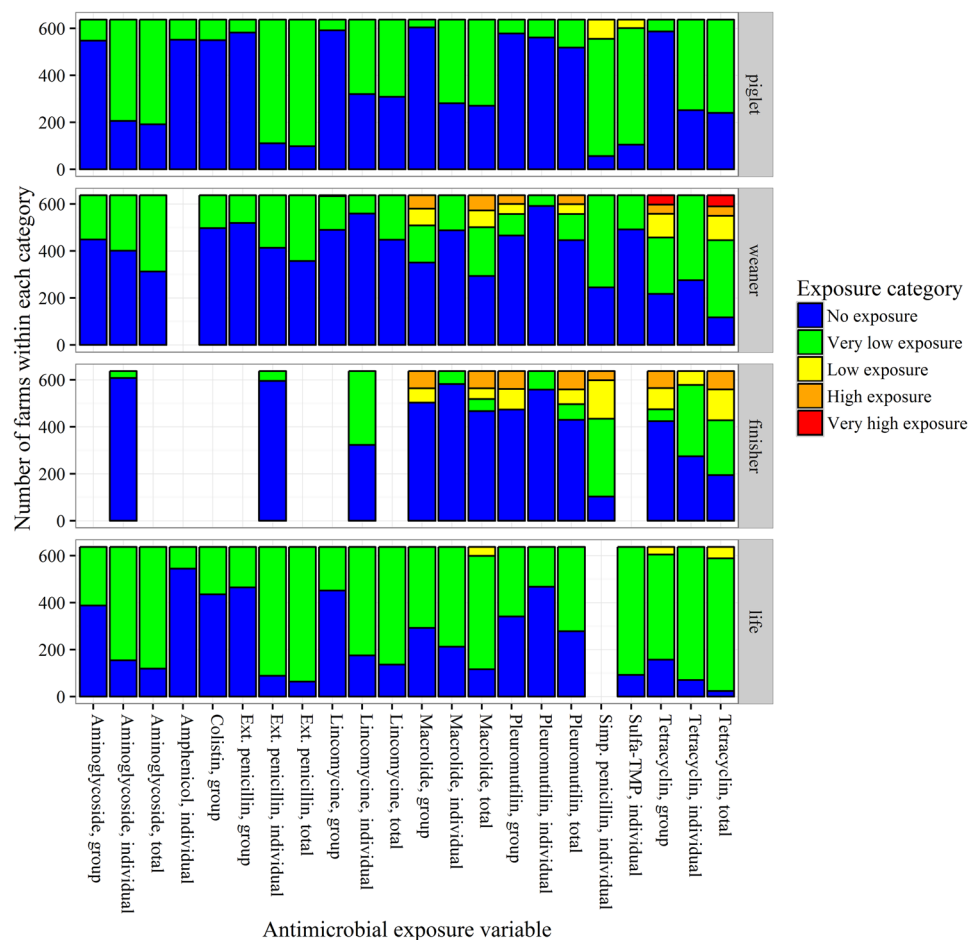 Number of farms within each category
600
400
200
0
piglet
600
400
200
0
weaner
600
400
200
0
finisher
600
400
200
0
life
Exposure category
No exposure
Very low exposure
Low exposure
High exposure
Very high exposure
Aminoglycoside, group
Aminoglycoside, individual
Aminoglycoside, total
Amphenicol, individual
Colistin, group
Ext. penicillin, group
Ext. penicillin, individual
Ext. penicillin, total
Lincomycine, group
Lincomycine, individual
Lincomycine, total
Macrolide, group
Macrolide, individual
Macrolide, total
Pleuromutilin, group
Pleuromutilin, individual
Pleuromutilin, total
Simp. penicillin, individual
Sulfa-TMP, individual
Tetracyclin, group
Tetracyclin, individual
Tetracyclin, total
Antimicrobial exposure variable